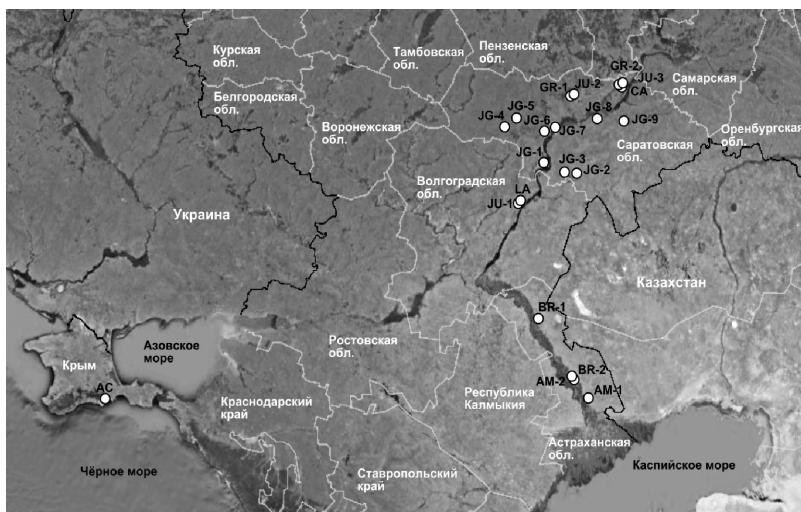 Курская
обл.
Тамбовская
обл.
Пензенская
обл.
GR-2
JU-3
Самарская
обл.
GR-1
JU-2
CA
Белгородская
обл.
JG-5
JG-8
JG-4
JG-6
JG-7
JG-9
Воронежская
обл.
Оренбургская
обл.
Саратовская
обл.
JG-1
JG-3
JG-2
Волгоградская
обл.
LA
JU-1
Украина
Казахстан
BR-1
Азовское
море
Ростовская
обл.
Крым
AC
BR-2
AM-2
AM-1
Республика
Калмыкия
Краснодарский
край
Астраханская
обл.
Чёрное море
Ставропольский
край
Каспийское море